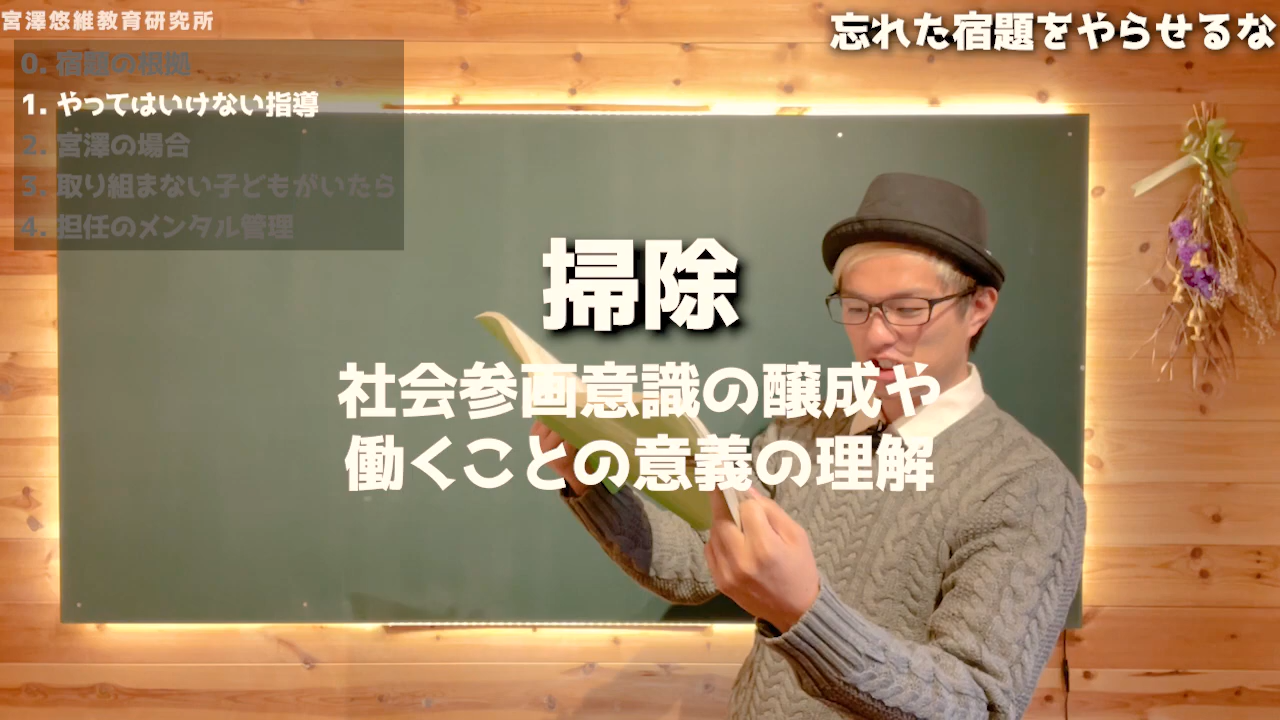 宮澤悠維教育研究所
忘れた宿題をやらせるな
0. 宿題の根拠
1. やってはいけない指導
2. 宮澤の場合
3. 取り組まない子どもがいたら
4. 担任のメンタル管理
掃除
社会参画意識の醸成や
働くことの意義の理解